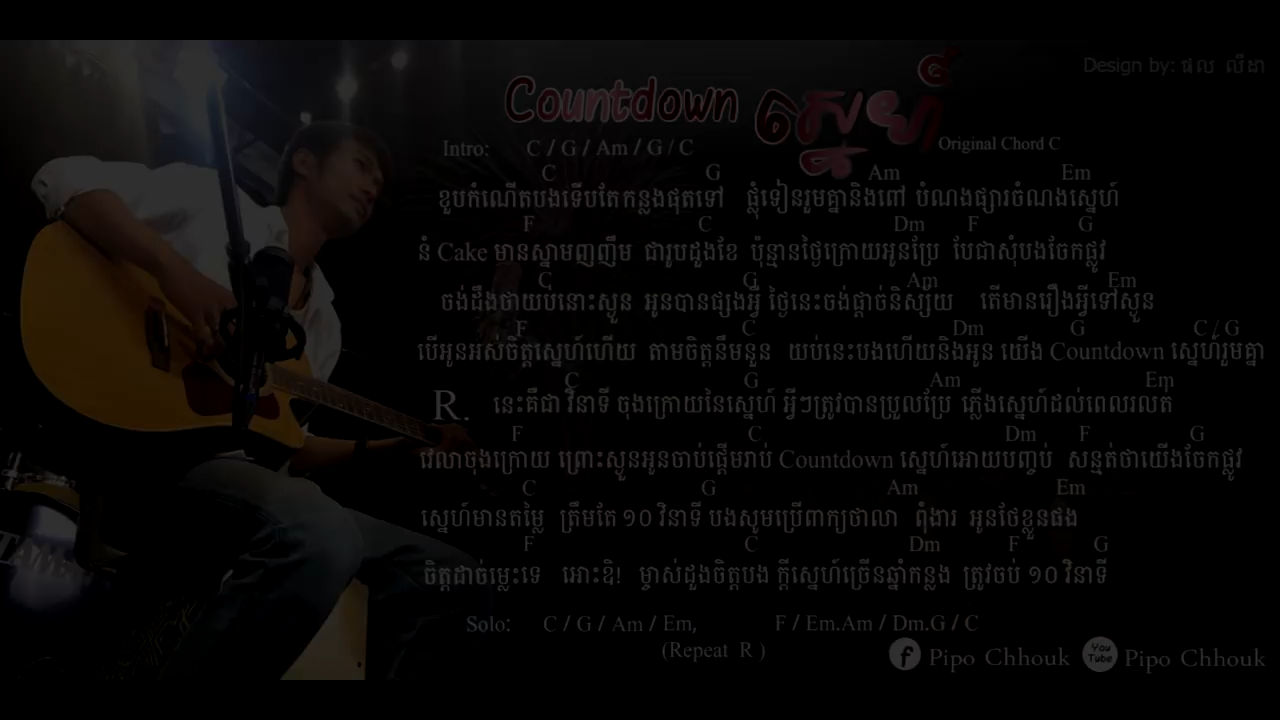 Design by: ផល លីដា
Countdown ស្នេហ៍
Intro: C / G / Am / G / C
Original Chord C
C G Am Em
ខួបកំណើតបងទើបតែកន្លងផុតទៅ ផ្លុំទៀនរួមគ្នានិងពៅ បំណងផ្សារចំណងស្នេហ៍
F C Dm F G
នំ Cake មានស្នាមញញឹម ជារូបដួងខែ ប៉ុន្មានថ្ងៃក្រោយអូនប្រែ បែជាសុំបងចែកផ្លូវ
C G Am Em
ចង់ដឹងថាយប់នោះស្ងួន អូនបានផ្សងអ្វី ថ្ងៃនេះចង់ផ្ដាច់និស្ស័យ តើមានរឿងអ្វីទៅស្ងួន
F C Dm G C / G
បើអូនអស់ចិត្តស្នេហ៍ហើយ តាមចិត្តនឹមនួន យប់នេះបងហើយនិងអូន យើង Countdown ស្នេហ៍រួមគ្នា
C G Am Em
R. នេះគឺជា វិនាទី ចុងក្រោយនៃស្នេហ៍ អ្វីៗត្រូវបានប្រួលប្រែ ភ្លើងស្នេហ៍ដល់ពេលរលត់
F C Dm F G
វេលាចុងក្រោយ ព្រោះស្ងួនអូនចាប់ផ្ដើមរាប់ Countdown ស្នេហ៍អោយបញ្ចប់ សន្មត់ថាយើងចែកផ្លូវ
C G Am Em
ស្នេហ៍មានតម្លៃ ត្រឹមតែ ១០ វិនាទី បងសូមប្រើពាក្យថាលា ពុំងារ អូនថែខ្លួនផង
F C Dm F G
ចិត្តដាច់ម្លេះទេ អោះឱ! ម្ចាស់ដួងចិត្តបង ក្ដីស្នេហ៍ច្រើនឆ្នាំកន្លង ត្រូវចប់ ១០ វិនាទី
Solo: C / G / Am / Em, F / Em.Am / Dm.G / C
(Repeat R )
Pipo Chhouk You Tube Pipo Chhouk